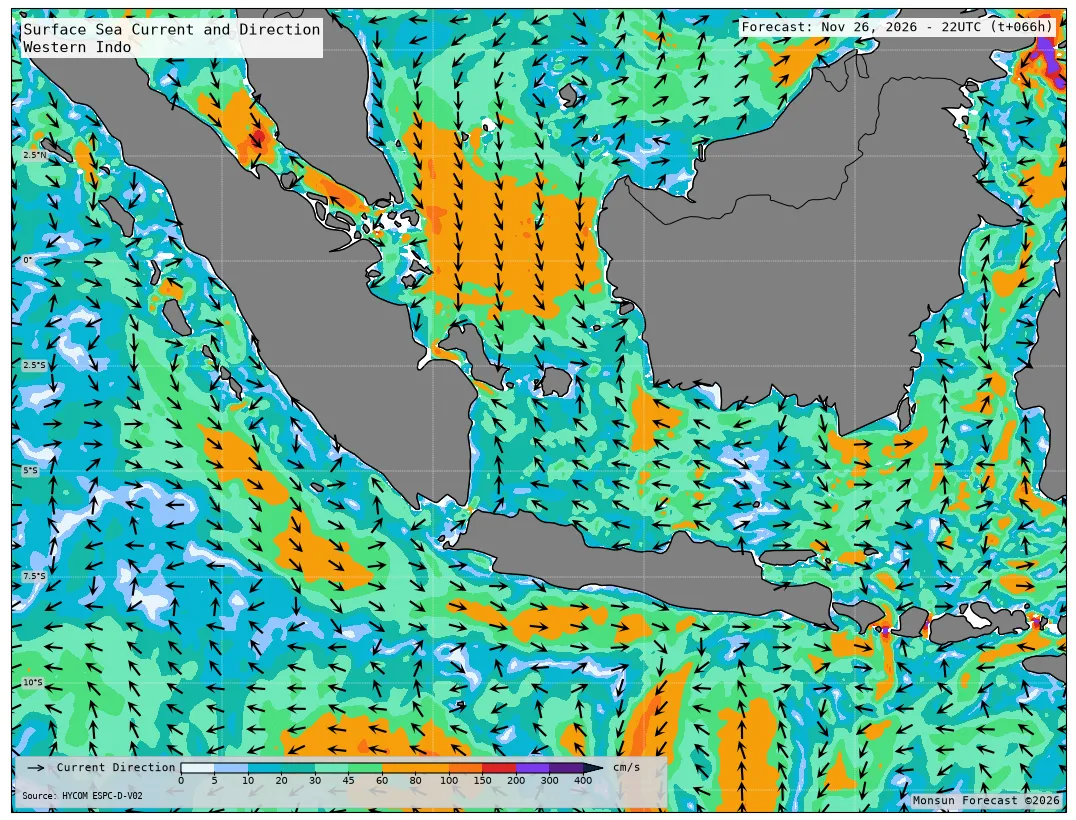 Surface Sea Current and Direction
Western Indo
Forecast: Nov 26, 2026 - 22UTC (t+066h)
2.5°N
0°
2.5°S
5°S
7.5°S
10°S
Current Direction
cm/s
0 5 10 20 30 45 60 80 100 150 200 300 400
Source: HYCOM ESPC-D-V02
Monsun Forecast ©2026